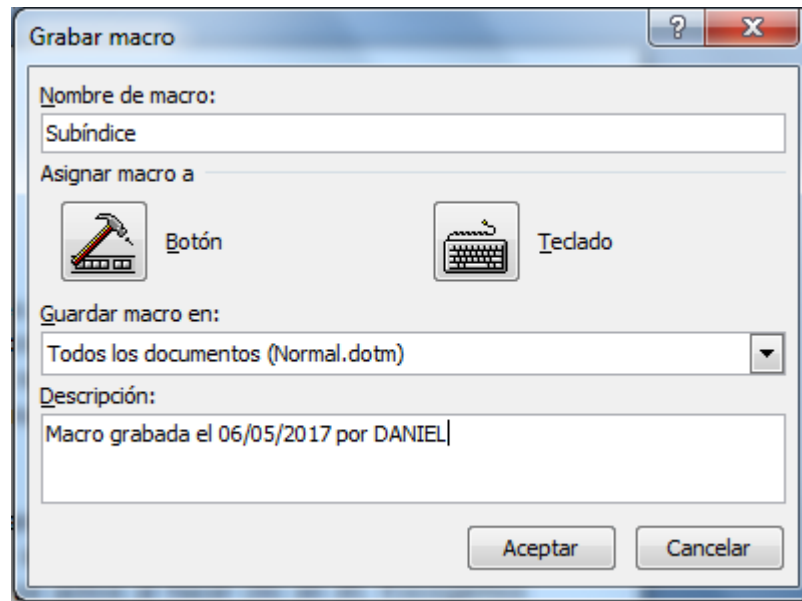 Grabar macro
Nombre de macro:
Subíndice
Asignar macro a
Botón
Teclado
Guardar macro en:
Todos los documentos (Normal.dotm)
Descripción:
Macro grabada el 06/05/2017 por DANIEL
Aceptar
Cancelar